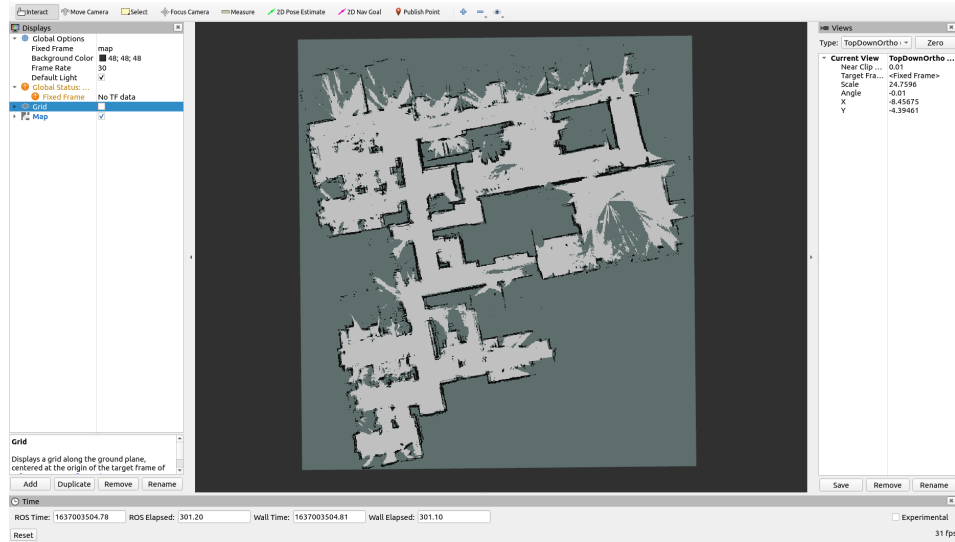 Interact Move Camera Select Focus Camera Measure 2D Pose Estimate 2D Nav Goal Publish Point
Displays
Global Options
Fixed Frame map
Background Color 48; 48; 48
Frame Rate 30
Default Light
Global Status: ...
Fixed Frame No TF data
Grid
Map
Grid
Displays a grid along the ground plane,
centered at the origin of the target frame of
Add Duplicate Remove Rename
Views
Type: TopDownOrtho Zero
Current View TopDownOrtho ...
Near Clip ... 0.01
Target Fra... <Fixed Frame>
Scale 24.7596
Angle -0.01
X -8.45675
Y -4.39461
Save Remove Rename
Time
ROS Time: 1637003504.78 ROS Elapsed: 301.20 Wall Time: 1637003504.81 Wall Elapsed: 301.10 Experimental
Reset 31 fps